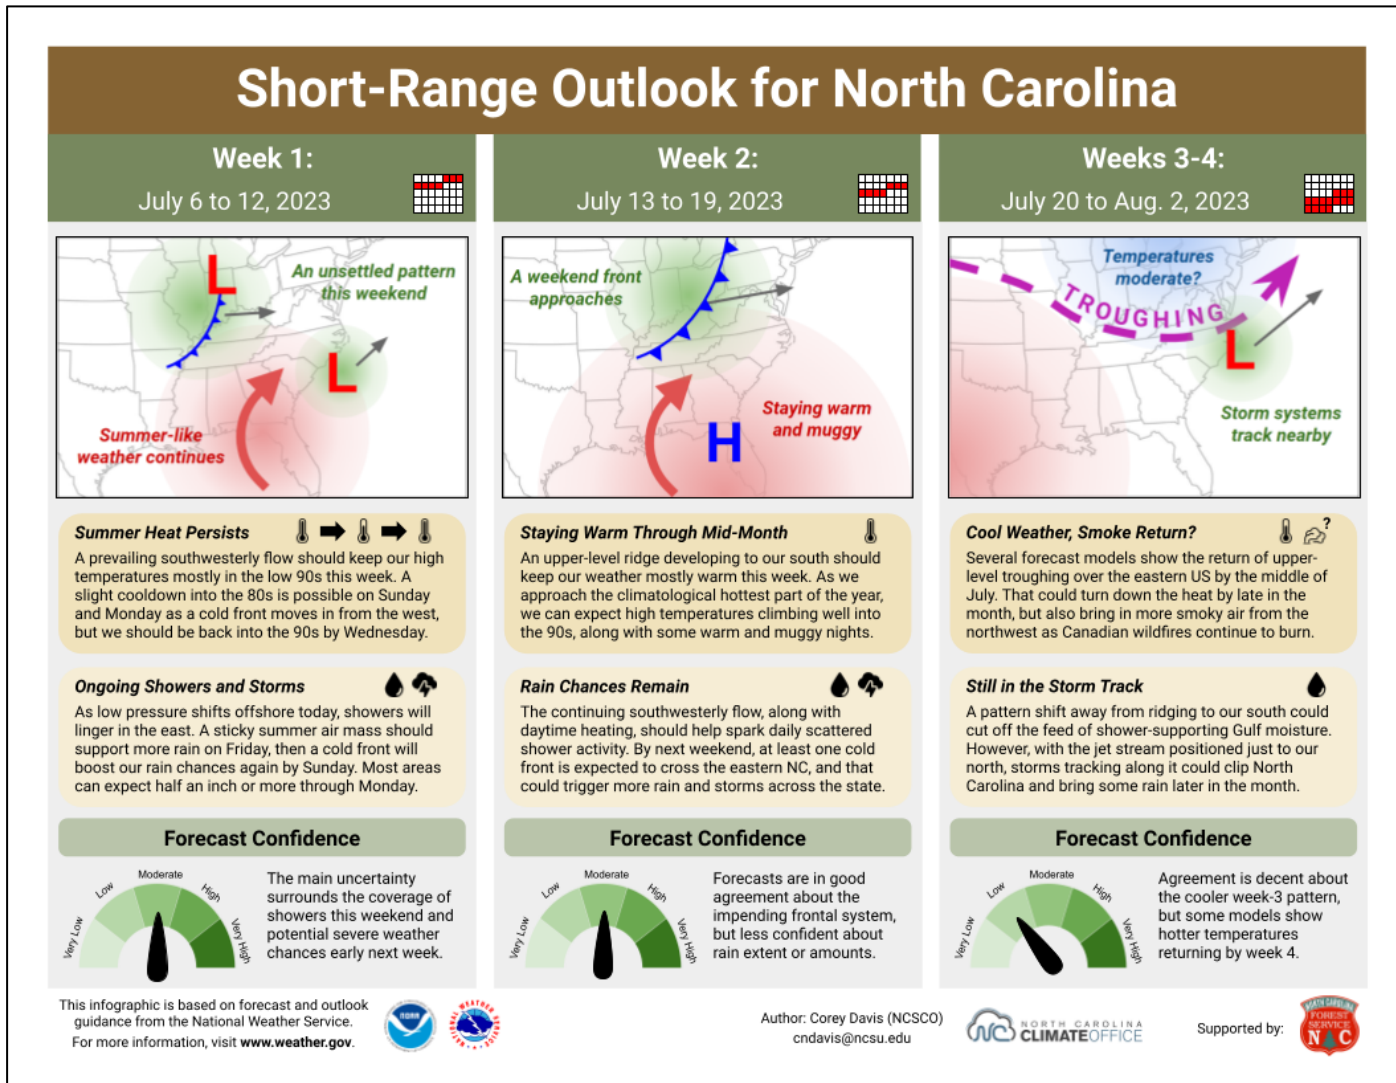 Short-Range Outlook for North Carolina
Week 1:
July 6 to 12, 2023
An unsettled pattern
this weekend
L
L
Summer-like
weather continues
Summer Heat Persists
A prevailing southwesterly flow should keep our high
temperatures mostly in the low 90s this week. A
slight cooldown into the 80s is possible on Sunday
and Monday as a cold front moves in from the west,
but we should be back into the 90s by Wednesday.
Ongoing Showers and Storms
As low pressure shifts offshore today, showers will
linger in the east. A sticky summer air mass should
support more rain on Friday, then a cold front will
boost our rain chances again by Sunday. Most areas
can expect half an inch or more through Monday.
Forecast Confidence
Very Low
Low
Moderate
High
Very High
The main uncertainty
surrounds the coverage of
showers this weekend and
potential severe weather
chances early next week.
Week 2:
July 13 to 19, 2023
A weekend front
approaches
H
Staying warm
and muggy
Staying Warm Through Mid-Month
An upper-level ridge developing to our south should
keep our weather mostly warm this week. As we
approach the climatological hottest part of the year,
we can expect high temperatures climbing well into
the 90s, along with some warm and muggy nights.
Rain Chances Remain
The continuing southwesterly flow, along with
daytime heating, should help spark daily scattered
shower activity. By next weekend, at least one cold
front is expected to cross the eastern NC, and that
could trigger more rain and storms across the state.
Forecast Confidence
Very Low
Low
Moderate
High
Very High
Forecasts are in good
agreement about the
impending frontal system,
but less confident about
rain extent or amounts.
Weeks 3-4:
July 20 to Aug. 2, 2023
Temperatures
moderate?
TROUGHING
L
Storm systems
track nearby
Cool Weather, Smoke Return?
?
Several forecast models show the return of upper-
level troughing over the eastern US by the middle of
July. That could turn down the heat by late in the
month, but also bring in more smoky air from the
northwest as Canadian wildfires continue to burn.
Still in the Storm Track
A pattern shift away from ridging to our south could
cut off the feed of shower-supporting Gulf moisture.
However, with the jet stream positioned just to our
north, storms tracking along it could clip North
Carolina and bring some rain later in the month.
Forecast Confidence
Very Low
Low
Moderate
High
Very High
Agreement is decent about
the cooler week-3 pattern,
but some models show
hotter temperatures
returning by week 4.
This infographic is based on forecast and outlook
guidance from the National Weather Service.
For more information, visit www.weather.gov.
NOAA
NATIONAL WEATHER SERVICE
Author: Corey Davis (NCSCO)
cndavis@ncsu.edu
NC
NORTH CAROLINA
CLIMATEOFFICE
Supported by:
NORTH CAROLINA
FOREST
SERVICE
N C